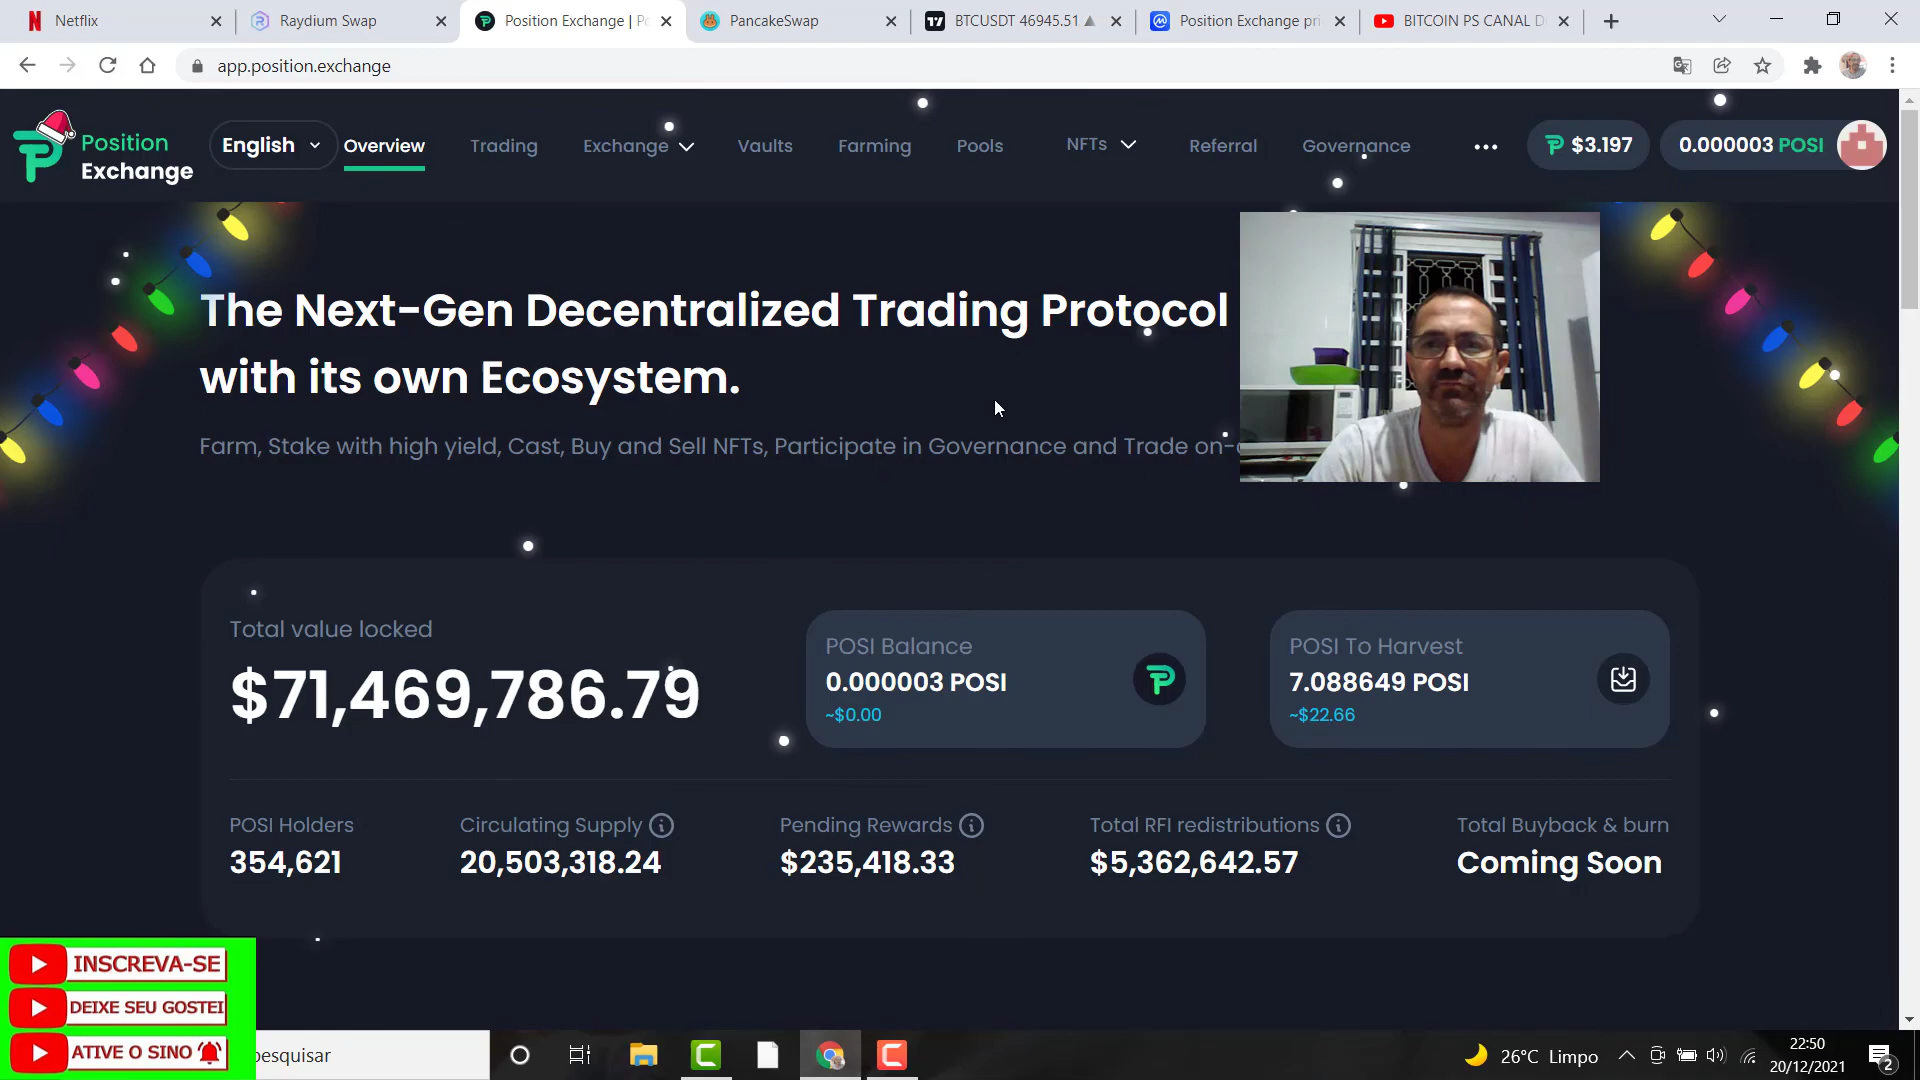 Netflix
Raydium Swap
Position Exchange | Po
PancakeSwap
BTCUSDT 46945.51
Position Exchange pri
BITCOIN PS CANAL D
app.position.exchange
Position
Exchange
English
Overview
Trading
Exchange
Vaults
Farming
Pools
NFTs
Referral
Governance
$3.197
0.000003 POSI
The Next-Gen Decentralized Trading Protocol
with its own Ecosystem.
Farm, Stake with high yield, Cast, Buy and Sell NFTs, Participate in Governance and Trade on-
Total value locked
$71,469,786.79
POSI Balance
0.000003 POSI
~$0.00
POSI To Harvest
7.088649 POSI
~$22.66
POSI Holders
354,621
Circulating Supply
20,503,318.24
Pending Rewards
$235,418.33
Total RFI redistributions
$5,362,642.57
Total Buyback & burn
Coming Soon
INSCREVA-SE
DEIXE SEU GOSTEI
ATIVE O SINO
pesquisar
26°C Limpo
22:50
20/12/2021
2